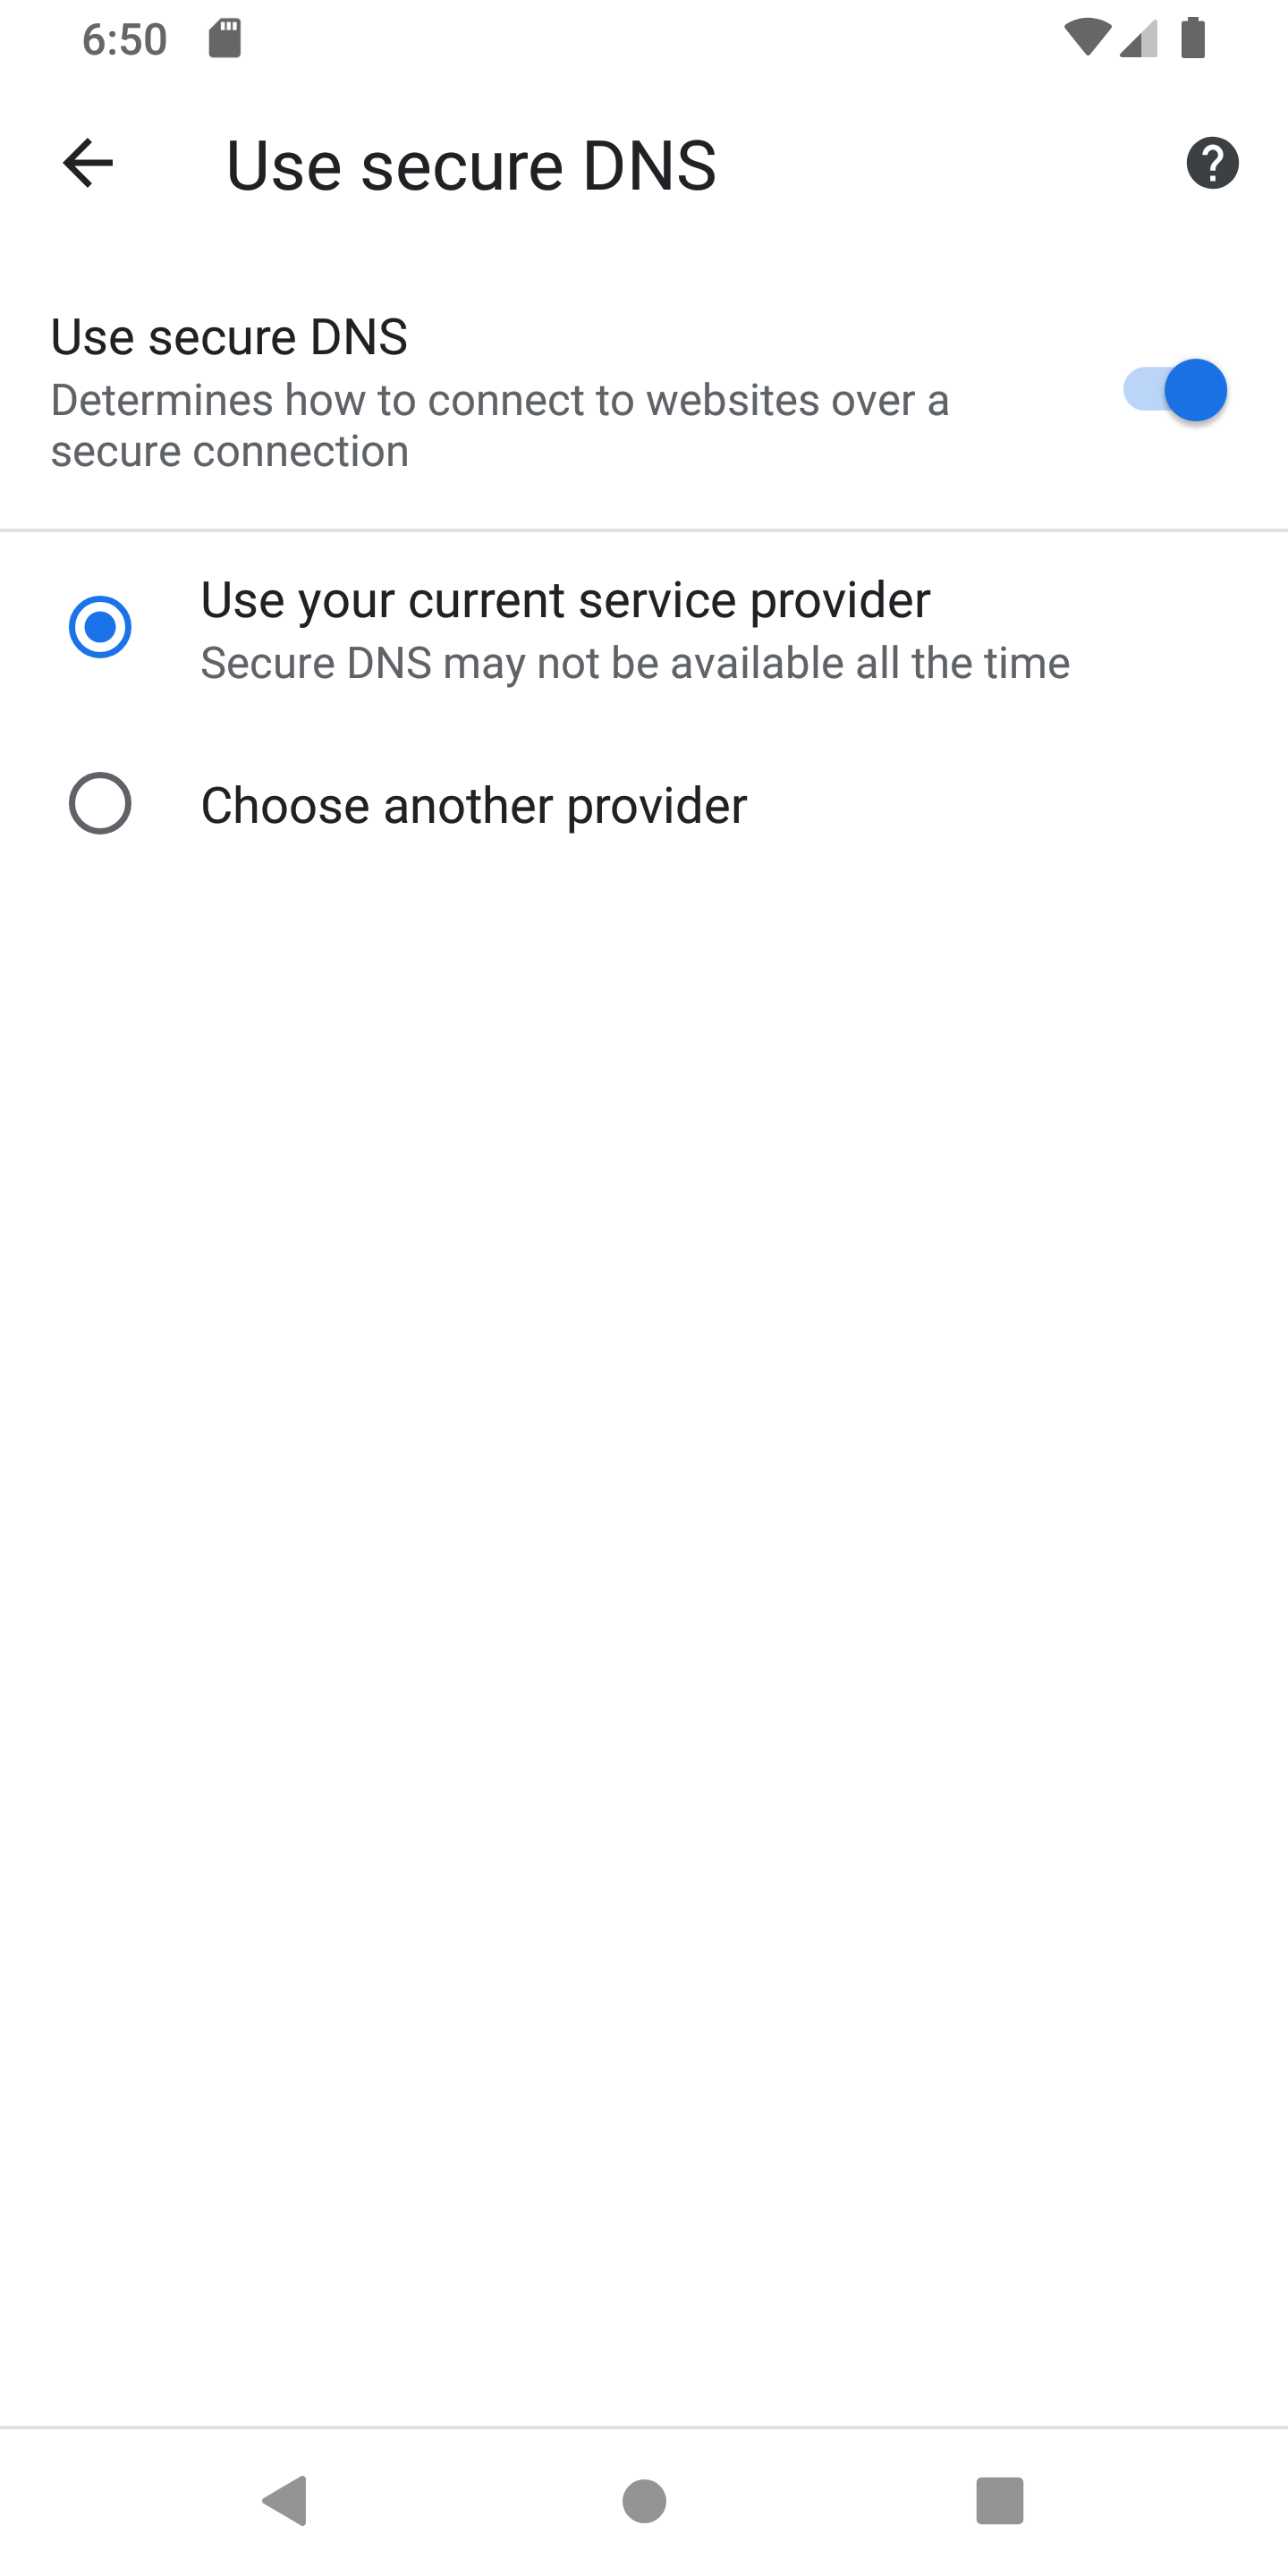 6:50
Use secure DNS
Use secure DNS
Determines how to connect to websites over a
secure connection
Use your current service provider
Secure DNS may not be available all the time
Choose another provider